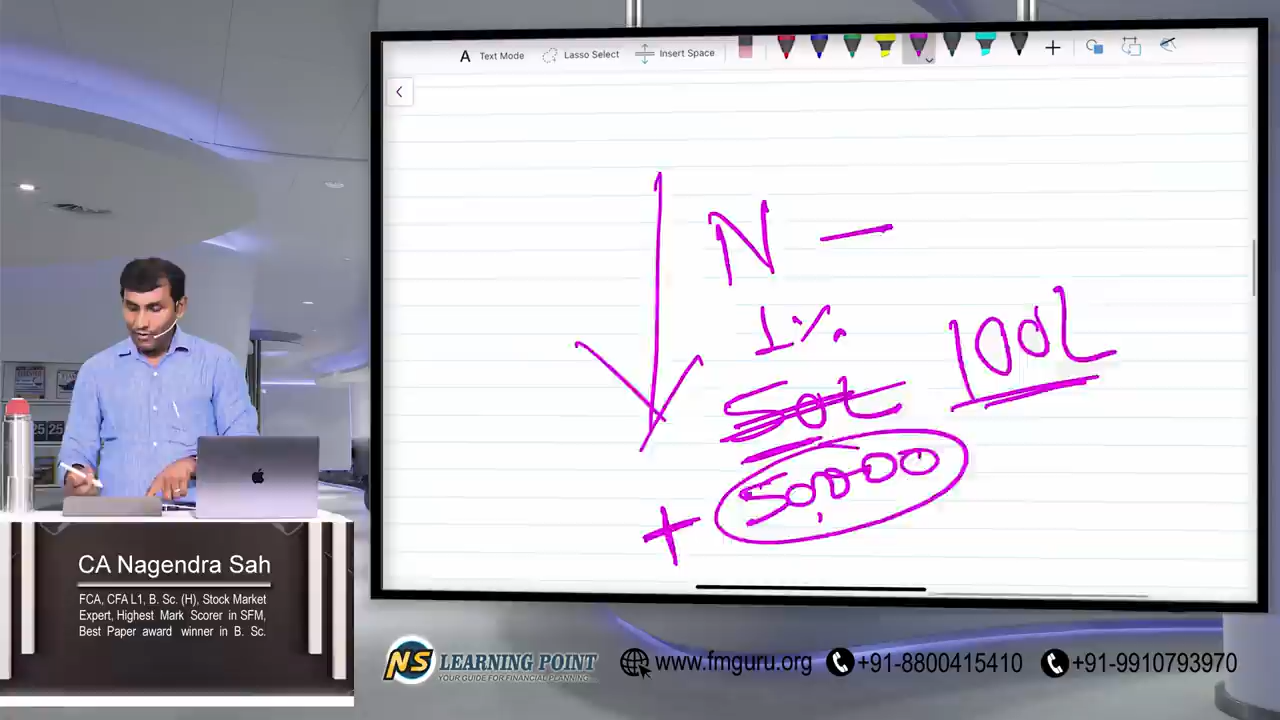 A Text Mode
Lasso Select
Insert Space
N —
1%
50L
100L
50,000
+
CA Nagendra Sah
FCA, CFA L1, B. Sc. (H), Stock Market
Expert, Highest Mark Scorer in SFM,
Best Paper award winner in B. Sc.
NS LEARNING POINT
YOUR GUIDE FOR FINANCIAL PLANNING
www.fmguru.org
+91-8800415410
+91-9910793970